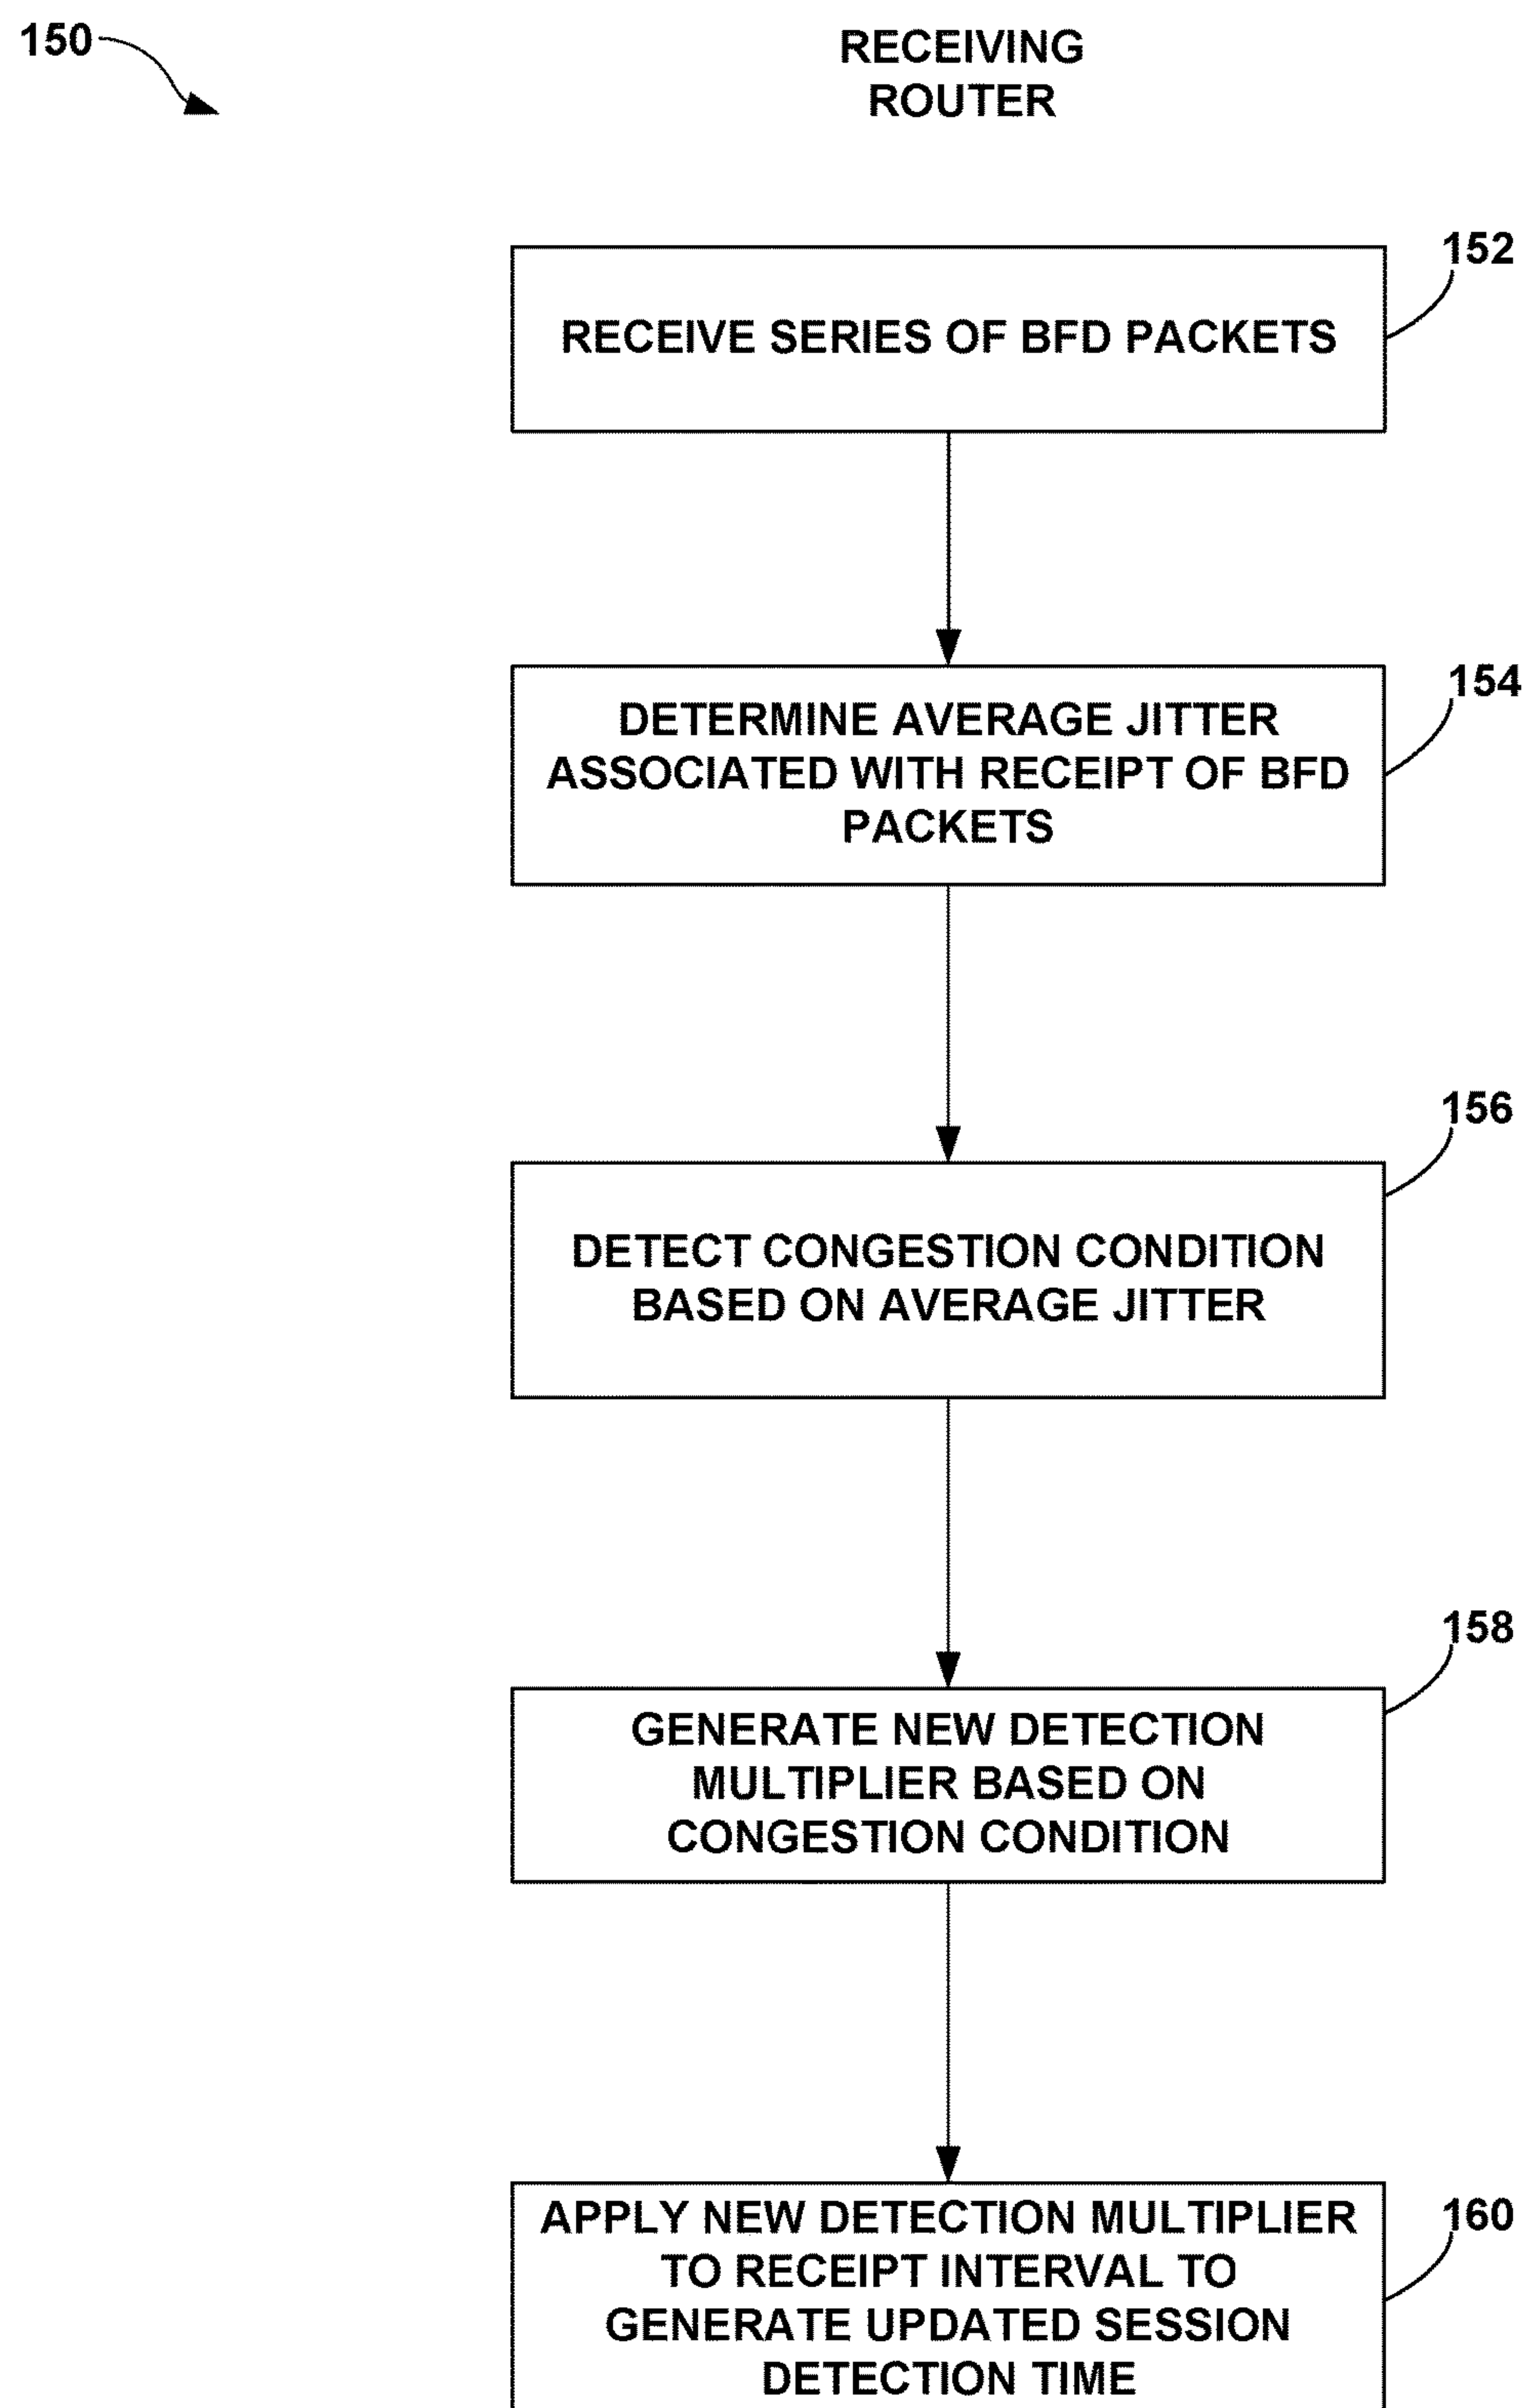 150
RECEIVING
ROUTER
152
RECEIVE SERIES OF BFD PACKETS
154
DETERMINE AVERAGE JITTER
ASSOCIATED WITH RECEIPT OF BFD
PACKETS
156
DETECT CONGESTION CONDITION
BASED ON AVERAGE JITTER
158
GENERATE NEW DETECTION
MULTIPLIER BASED ON
CONGESTION CONDITION
160
APPLY NEW DETECTION MULTIPLIER
TO RECEIPT INTERVAL TO
GENERATE UPDATED SESSION
DETECTION TIME